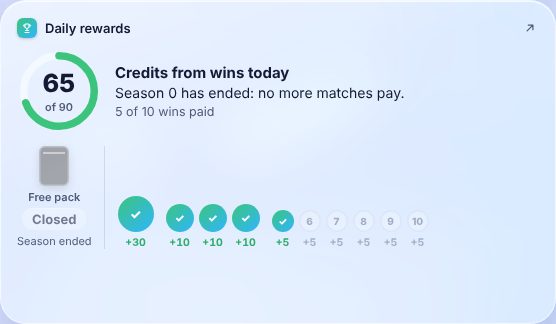 Daily rewards
65
of 90
Credits from wins today
Season 0 has ended: no more matches pay.
5 of 10 wins paid
Free pack
Closed
Season ended
6 7 8 9 10
+30 +10 +10 +10 +5 +5 +5 +5 +5 +5